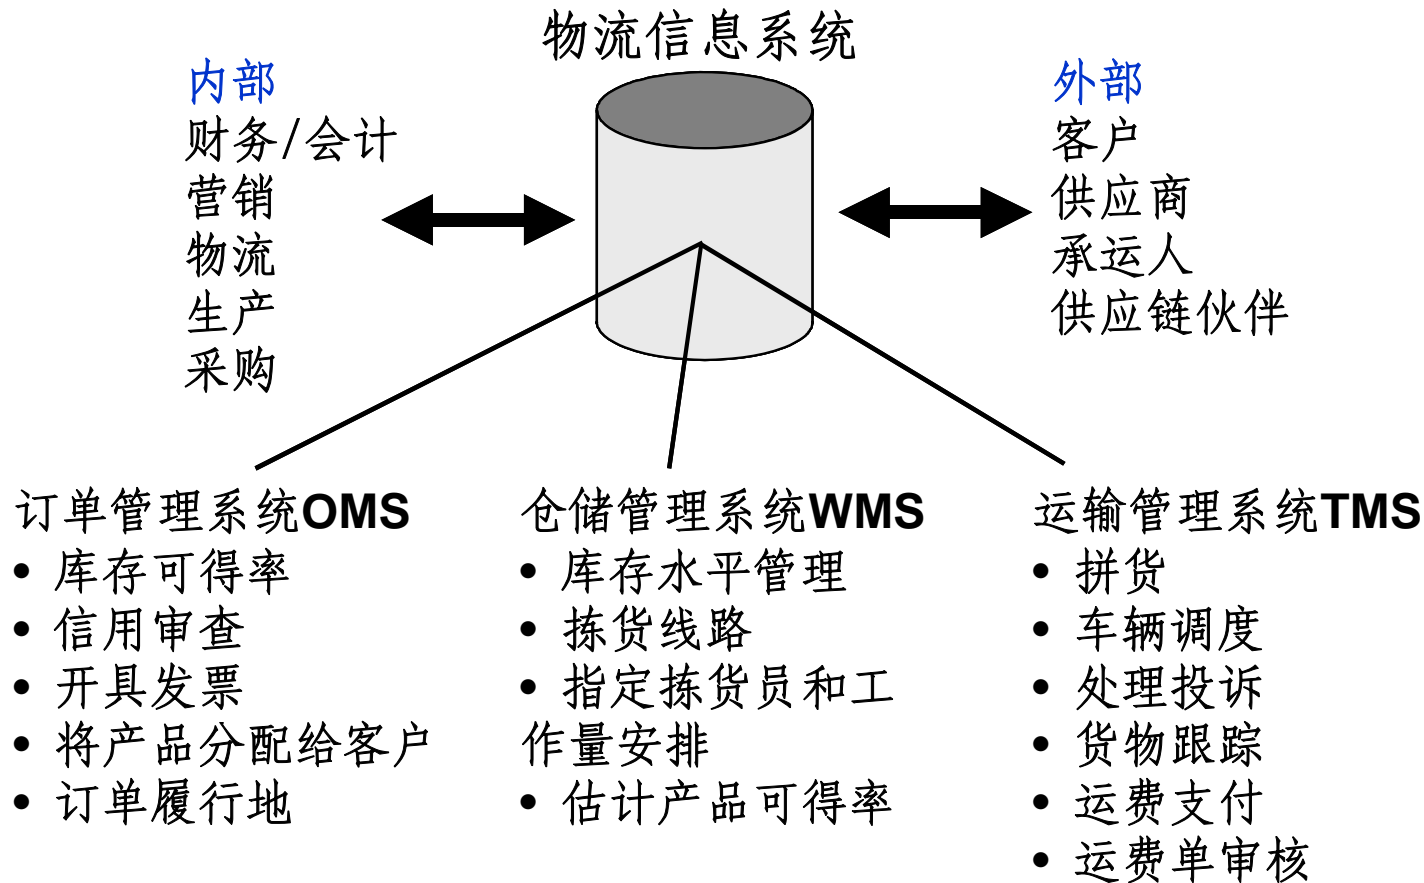 物流信息系统
内部
财务/会计
营销
物流
生产
采购
外部
客户
供应商
承运人
供应链伙伴
订单管理系统OMS
• 库存可得率
• 信用审查
• 开具发票
• 将产品分配给客户
• 订单履行地
仓储管理系统WMS
• 库存水平管理
• 拣货线路
• 指定拣货员和工
作量安排
• 估计产品可得率
运输管理系统TMS
• 拼货
• 车辆调度
• 处理投诉
• 货物跟踪
• 运费支付
• 运费单审核